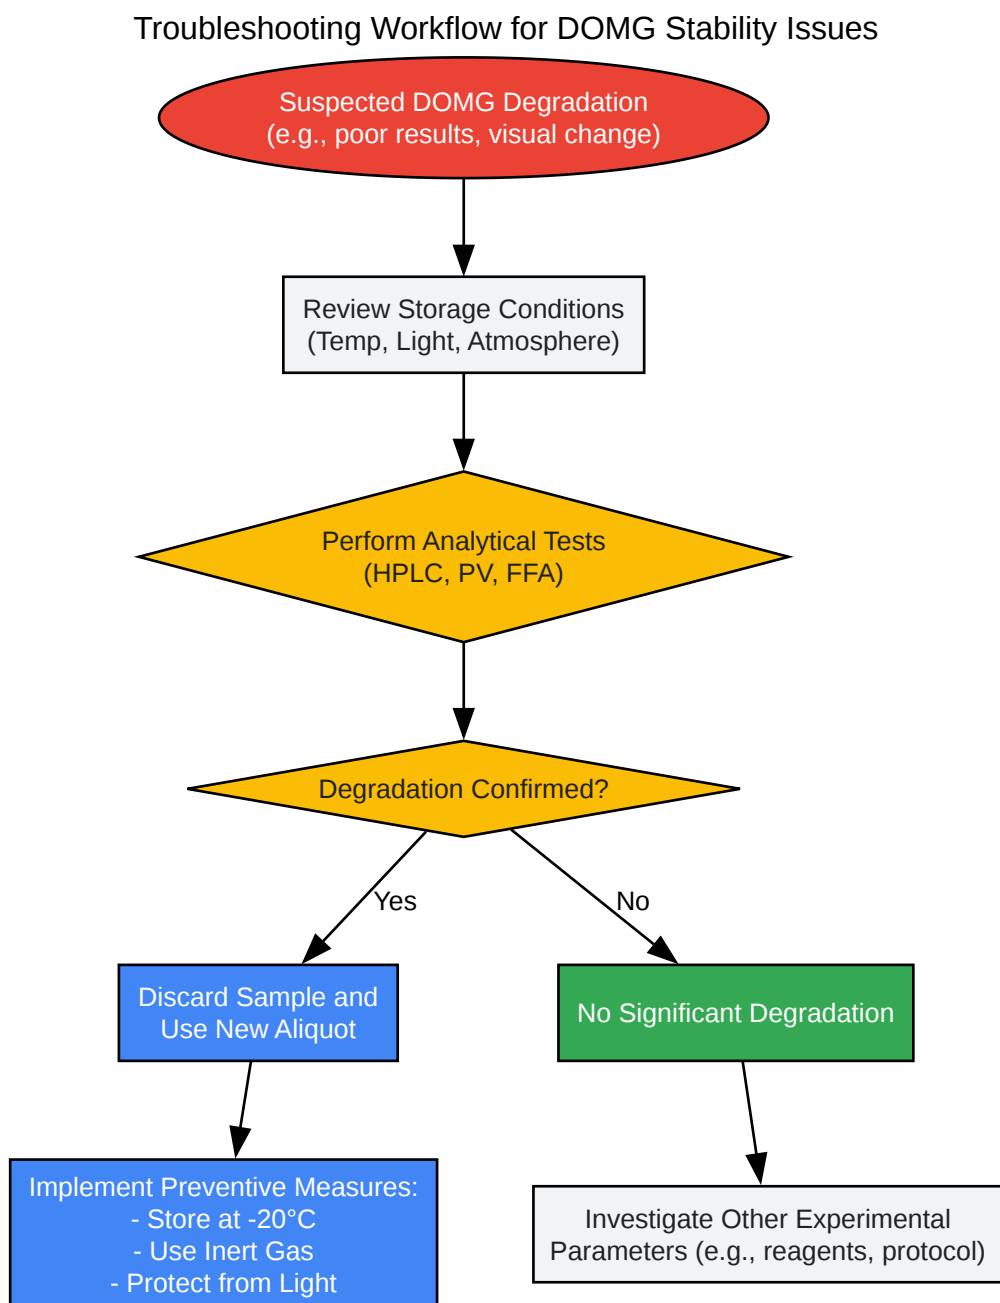 Troubleshooting Workflow for DOMG Stability Issues
Suspected DOMG Degradation
(e.g., poor results, visual change)
Review Storage Conditions
(Temp, Light, Atmosphere)
Perform Analytical Tests
(HPLC, PV, FFA)
Degradation Confirmed?
Yes
No
Discard Sample and
Use New Aliquot
No Significant Degradation
Implement Preventive Measures:
- Store at -20°C
- Use Inert Gas
- Protect from Light
Investigate Other Experimental
Parameters (e.g., reagents, protocol)